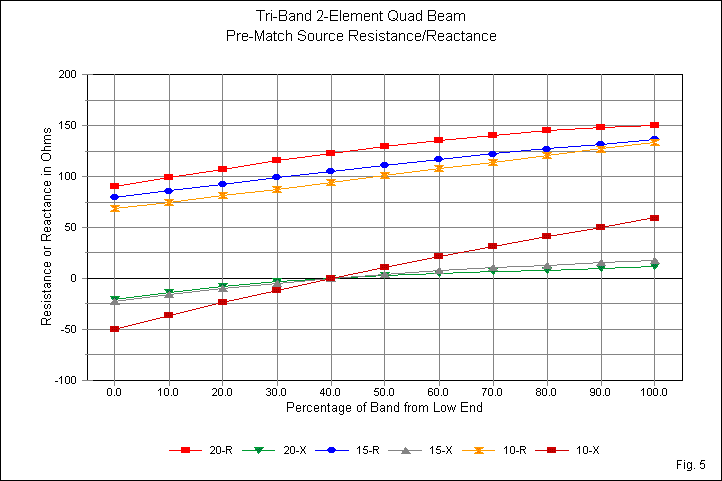 Tri-Band 2-Element Quad Beam
Pre-Match Source Resistance/Reactance
Resistance or Reactance in Ohms
200
150
100
50
0
-50
-100
0.0 10.0 20.0 30.0 40.0 50.0 60.0 70.0 80.0 90.0 100.0
Percentage of Band from Low End
20-R 20-X 15-R 15-X 10-R 10-X
Fig. 5